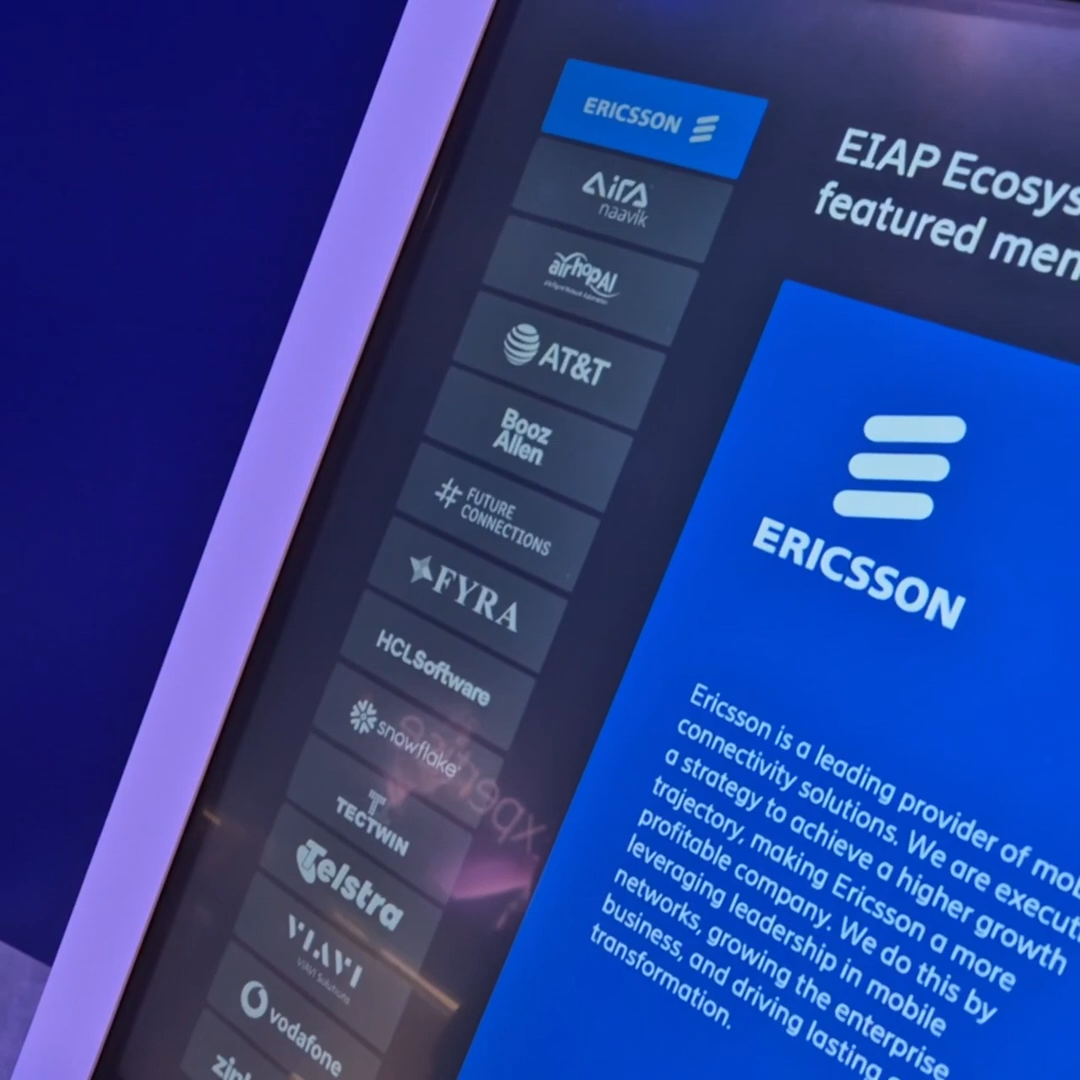 ERICSSON
AIRA
naavik
airhopAI
AT&T
Booz
Allen
# FUTURE
CONNECTIONS
FYRA
HCLSoftware
snowflake
T
TECTWIN
Telstra
VIAVI
VIAVI Solutions
vodafone
EIAP Ecosys
featured mem
ERICSSON
Ericsson is a leading provider of mob
connectivity solutions. We are execut
a strategy to achieve a higher growth
trajectory, making Ericsson a more
profitable company. We do this by
leveraging leadership in mobile
networks, growing the enterprise
business, and driving lasting
transformation.